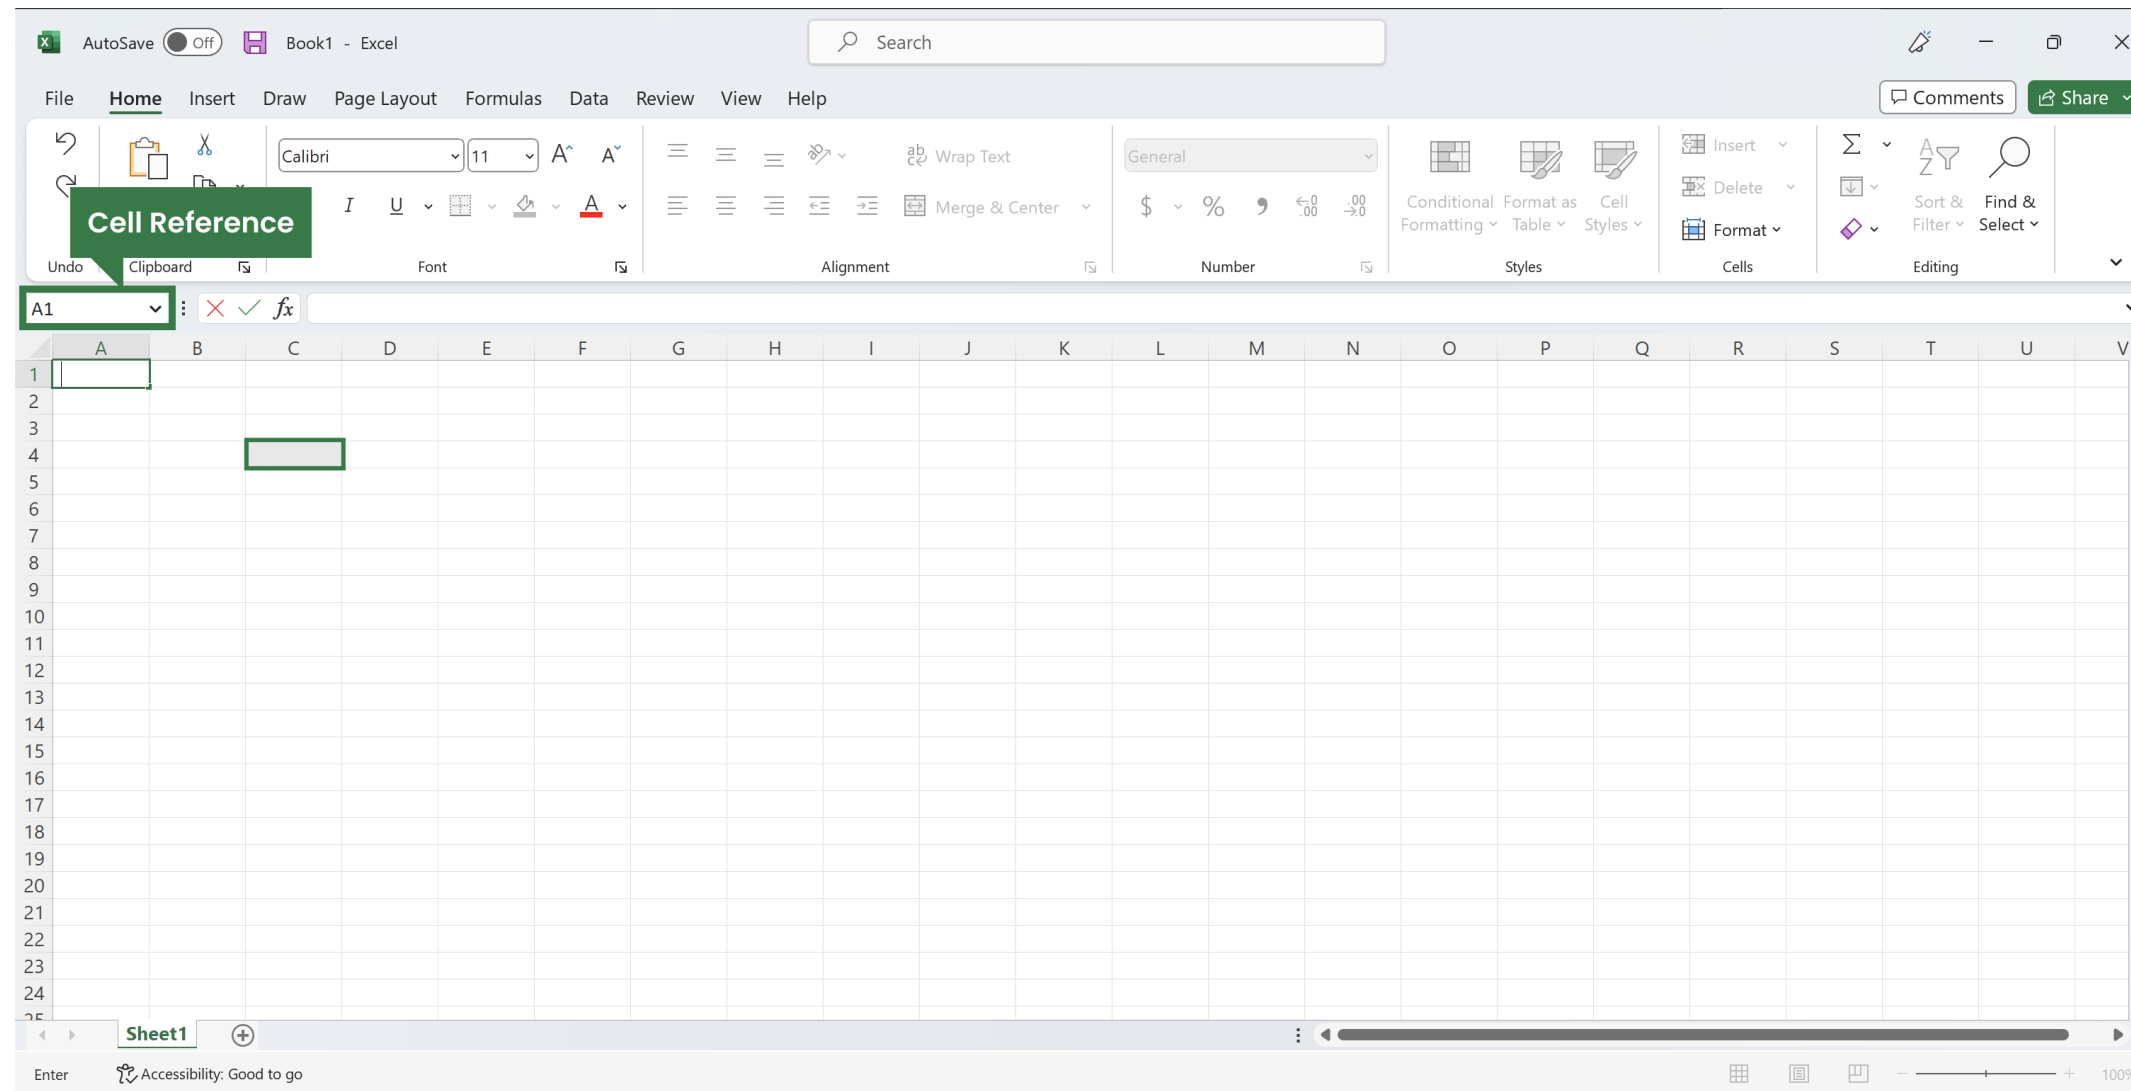 AutoSave Off Book1 - Excel Search
File Home Insert Draw Page Layout Formulas Data Review View Help Comments Share
Calibri 11 A A ab Wrap Text General Insert
Conditional Format as Cell Delete Sort & Find &
I U A Merge & Center $ % Formatting Table Styles Format Filter Select
Cell Reference
Undo Clipboard Font Alignment Number Styles Cells Editing
A1 fx
A B C D E F G H I J K L M N O P Q R S T U V
1
2
3
4
5
6
7
8
9
10
11
12
13
14
15
16
17
18
19
20
21
22
23
24
25
Sheet1
Enter Accessibility: Good to go 100%